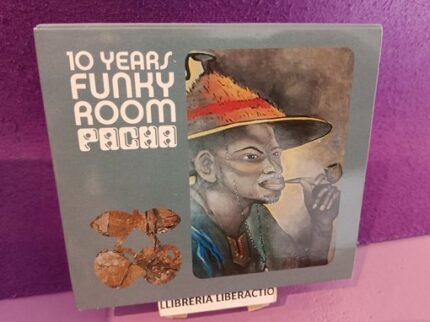 10 YEARS
FUNKY
ROOM
PACHA
LLIBRERIA LIBERACTIO